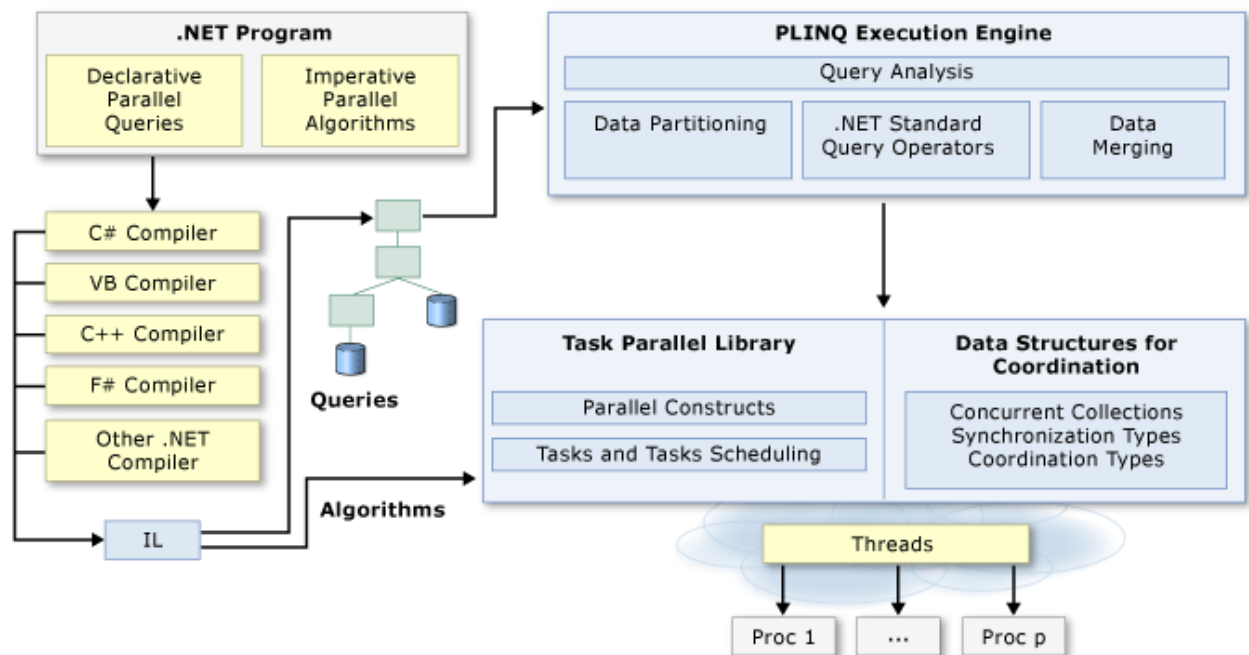 .NET Program
Declarative
Parallel
Queries
Imperative
Parallel
Algorithms
PLINQ Execution Engine
Query Analysis
Data Partitioning
.NET Standard
Query Operators
Data
Merging
C# Compiler
VB Compiler
C++ Compiler
F# Compiler
Other .NET
Compiler
IL
Queries
Algorithms
Task Parallel Library
Parallel Constructs
Tasks and Tasks Scheduling
Data Structures for
Coordination
Concurrent Collections
Synchronization Types
Coordination Types
Threads
Proc 1
...
Proc p